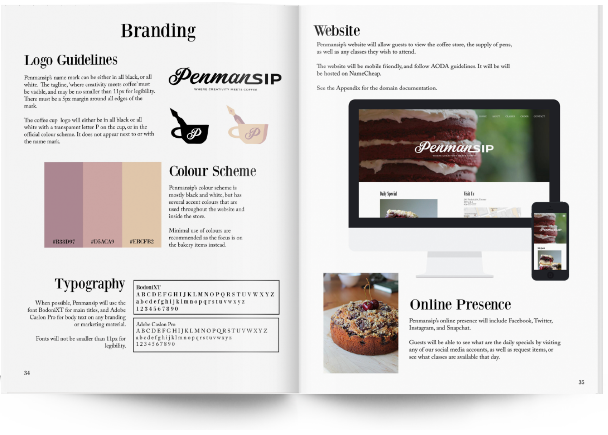 Branding
Logo Guidelines
Penmansip's name mark can be either in all black, or all
white. The tagline, where creativity meets coffee must
be visible, and may be no smaller than 11px for legibility.
There must be a 5px margin around all edges of the
mark.
The coffee cup logo will be either in all black or all
white with a transparent letter P on the cup, or in the
official colour scheme. It does not appear next to or with
the name mark.
PenmanSIP
WHERE CREATIVITY MEETS COFFEE
P
P
Colour Scheme
Penmansip's colour scheme is
mostly black and white, but has
several accent colours that are
used throughout the website and
inside the store.
Minimal use of colours are
recommended as the focus is on
the bakery items instead.
Typography
When possible, Penmansip will use the
font BodoniXT for main titles, and Adobe
Caslon Pro for body text on any branding
or marketing material.
Fonts will not be smaller than 11px for
legibility.
BodoniXT
A B C D E F G H I J K L M N O P Q R S T U V W X Y Z
a b c d e f g h i j k l m n o p q r s t u v w x y z
1 2 3 4 5 6 7 8 9 0
Adobe Caslon Pro
A B C D E F G H I J K L M N O P Q R S T U V W X Y Z
a b c d e f g h i j k l m n o p q r s t u v w x y z
1 2 3 4 5 6 7 8 9 0
34
Website
Penmansip's website will allow guests to view the coffee store, the supply of pens,
as well as any classes they wish to attend.
The website will be mobile friendly, and follow AODA guidelines. It will be will
be hosted on NameCheap.
See the Appendix for the domain documentation.
PenmanSIP
Daily Special
Visit Us
PenmanSIP
Online Presence
Penmansip's online presence will include Facebook, Twitter,
Instagram, and Snapchat.
Guests will be able to see what are the daily specials by visiting
any of our social media accounts, as well as request items, or
see what classes are available that day.
35